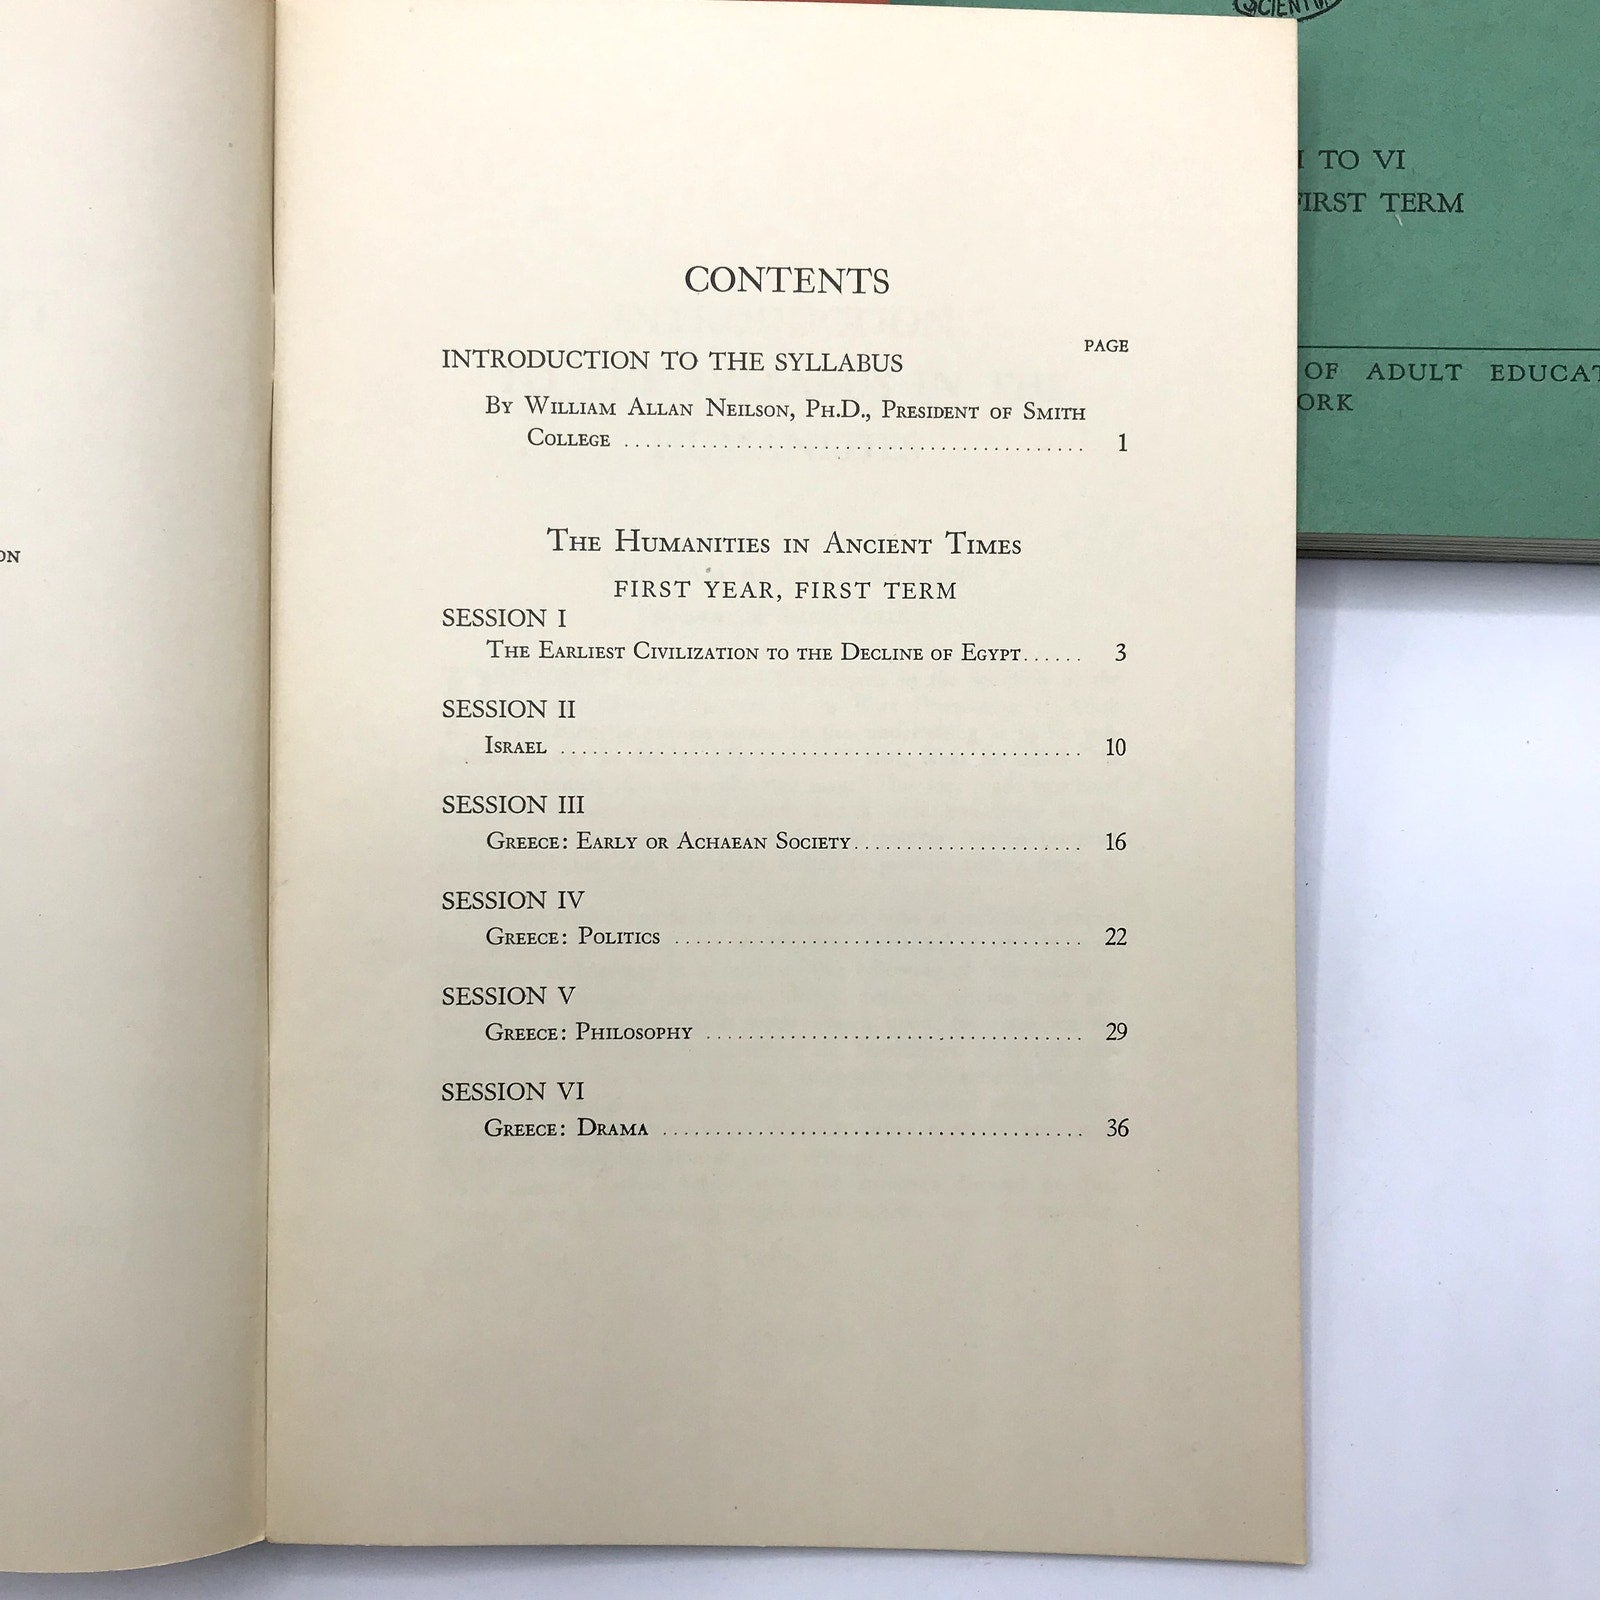 CONTENTS
PAGE
INTRODUCTION TO THE SYLLABUS
By William Allan Neilson, Ph.D., President of Smith
College ........................................ 1
The Humanities in Ancient Times
FIRST YEAR, FIRST TERM
SESSION I
The Earliest Civilization to the Decline of Egypt...... 3
SESSION II
Israel ........................................ 10
SESSION III
Greece: Early or Achaean Society...................... 16
SESSION IV
Greece: Politics ........................................ 22
SESSION V
Greece: Philosophy .................................... 29
SESSION VI
Greece: Drama ........................................ 36
TO VI
FIRST TERM
OF ADULT